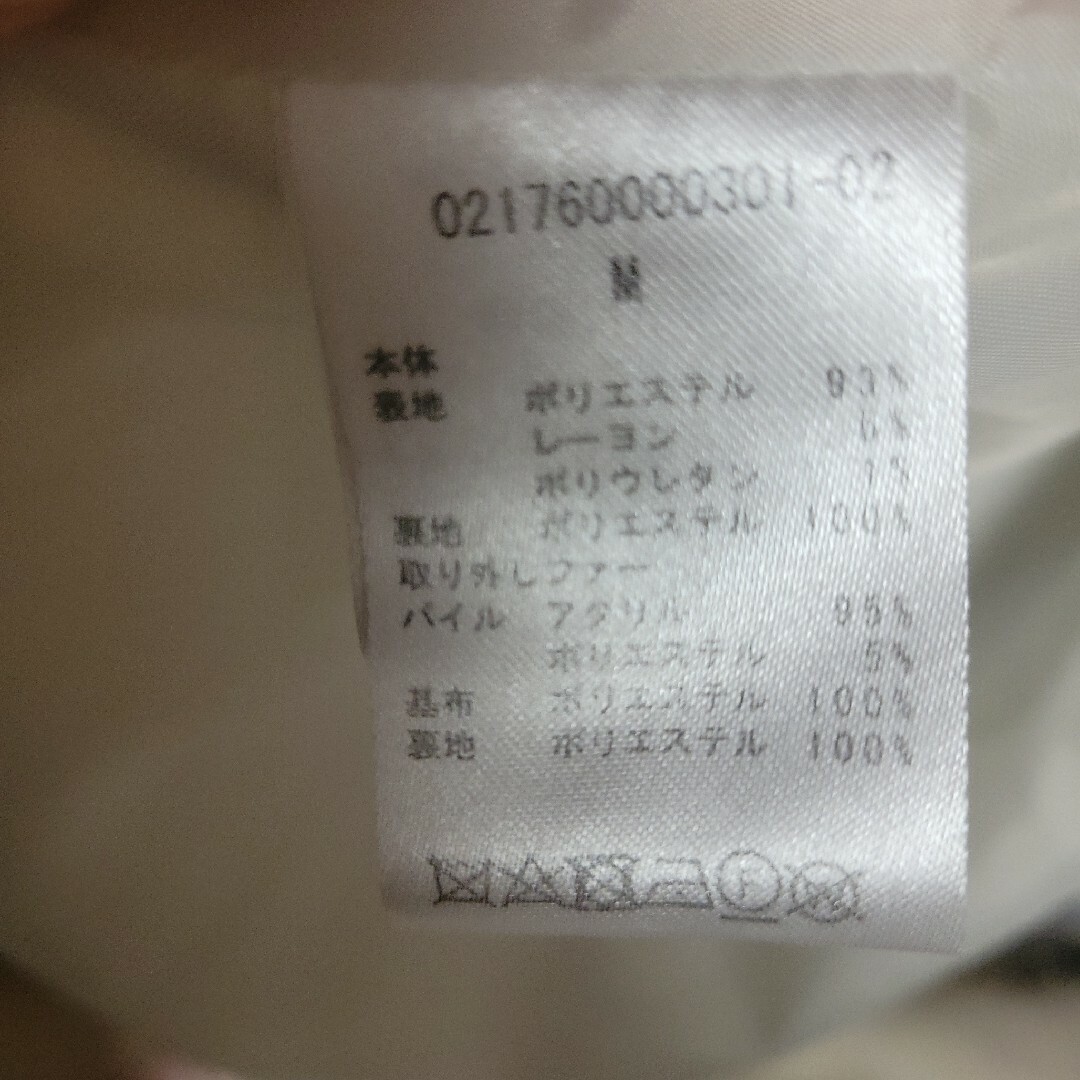 021760000301-02
M
本体
表地 ポリエステル 93%
レーヨン 6%
ポリウレタン 1%
裏地 ポリエステル 100%
取り外しファー
パイル アクリル 95%
ポリエステル 5%
基布 ポリエステル 100%
裏地 ポリエステル 100%
F